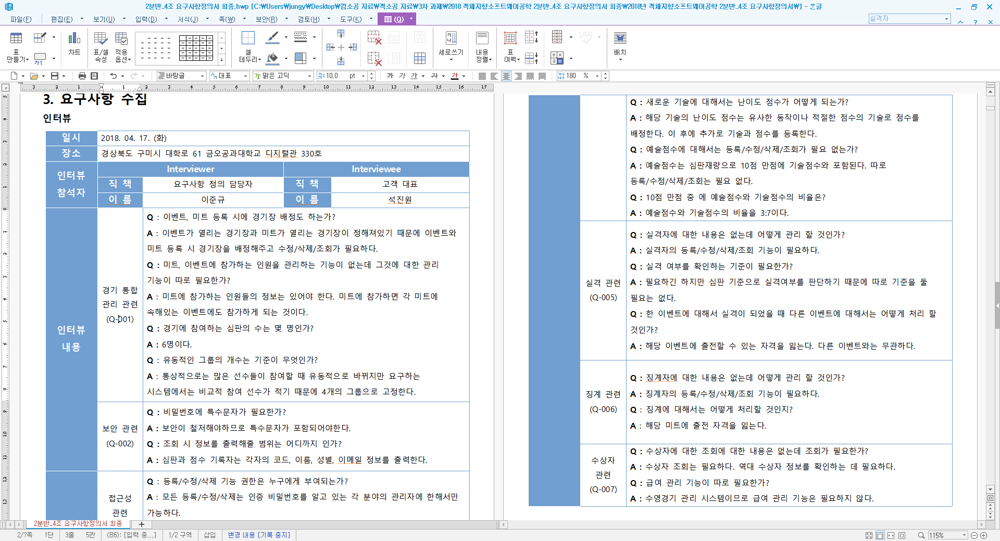 2분반_4조 요구사항정의서 최종.hwp [C:\Users\jungy\Desktop\컴소공 자료\객소공 자료\3차 과제\2018 객체지향소프트웨어공학 2분반_4조 요구사항정의서 최종\2018년 객체지향소프트웨어공학 2분반_4조 요구사항정의서\] - 훈글
파일(F) 편집(E) 보기(U) 입력(D) 서식(J) 쪽(W) 보안(R) 검토(H) 도구(K) (Q) 실격자
표 만들기 가1 차트 표/셀 속성 적용 옵션 셀 테두리 세로쓰기 내용 정렬 표 여백 1,000 배치
바탕글 대표 맑은 고딕 10,0 pt 가 가 가 가 가 180 %
3. 요구사항 수집
인터뷰
일시 2018. 04. 17. (화)
장소 경상북도 구미시 대학로 61 금오공과대학교 디지털관 330호
인터뷰 참석자
Interviewer Interviewee
직 책 요구사항 정의 담당자 직 책 고객 대표
이 름 이준규 이 름 석진원
인터뷰 내용
경기 통합
관리 관련
(Q-001)
Q : 이벤트, 미트 등록 시에 경기장 배정도 하는가?
A : 이벤트가 열리는 경기장과 미트가 열리는 경기장이 정해져있기 때문에 이벤트와
미트 등록 시 경기장을 배정해주고 수정/삭제/조회가 필요하다.
Q : 미트, 이벤트에 참가하는 인원을 관리하는 기능이 없는데 그것에 대한 관리
기능이 따로 필요한가?
A : 미트에 참가하는 인원들의 정보는 있어야 한다. 미트에 참가하면 각 미트에
속해있는 이벤트에도 참가하게 되는 것이다.
Q : 경기에 참여하는 심판의 수는 몇 명인가?
A : 6명이다.
Q : 유동적인 그룹의 개수는 기준이 무엇인가?
A : 통상적으로는 많은 선수들이 참여할 때 유동적으로 바뀌지만 요구하는
시스템에서는 비교적 참여 선수가 적기 때문에 4개의 그룹으로 고정한다.
보안 관련
(Q-002)
Q : 비밀번호에 특수문자가 필요한가?
A : 보안이 철저해야하므로 특수문자가 포함되어야한다.
Q : 조회 시 정보를 출력해줄 범위는 어디까지 인가?
A : 심판과 점수 기록자는 각자의 코드, 이름, 성별, 이메일 정보를 출력한다.
접근성
관련
Q : 등록/수정/삭제 기능 권한은 누구에게 부여되는가?
A : 모든 등록/수정/삭제는 인증 비밀번호를 알고 있는 각 분야의 관리자에 한해서만
가능하다.
Q : 새로운 기술에 대해서는 난이도 점수가 어떻게 되는가?
A : 해당 기술의 난이도 점수는 유사한 동작이나 적절한 점수의 기술로 점수를
배정한다. 이 후에 추가로 기술과 점수를 등록한다.
Q : 예술점수에 대해서는 등록/수정/삭제/조회가 필요 없는가?
A : 예술점수는 심판재량으로 10점 만점에 기술점수와 포함된다. 따로
등록/수정/삭제/조회는 필요 없다.
Q : 10점 만점 중 에 예술점수와 기술점수의 비율은?
A : 예술점수와 기술점수의 비율을 3:7이다.
실격 관련
(Q-005)
Q : 실격자에 대한 내용은 없는데 어떻게 관리 할 것인가?
A : 실격자의 등록/수정/삭제/조회 기능이 필요하다.
Q : 실격 여부를 확인하는 기준이 필요한가?
A : 필요하긴 하지만 심판 기준으로 실격여부를 판단하기 때문에 따로 기준을 둘
필요는 없다.
Q : 한 이벤트에 대해서 실격이 되었을 때 다른 이벤트에 대해서는 어떻게 처리 할
것인가?
A : 해당 이벤트에 출전할 수 있는 자격을 잃는다. 다른 이벤트와는 무관하다.
징계 관련
(Q-006)
Q : 징계자에 대한 내용은 없는데 어떻게 관리 할 것인가?
A : 징계자의 등록/수정/삭제/조회 기능이 필요하다.
Q : 징계에 대해서는 어떻게 처리할 것인지?
A : 해당 미트에 출전 자격을 잃는다.
수상자
관련
(Q-007)
Q : 수상자에 대한 조회에 대한 내용은 없는데 조회가 필요한가?
A : 수상자 조회는 필요하다. 역대 수상자 정보를 확인하는 데 필요하다.
Q : 급여 관리 기능이 따로 필요한가?
A : 수영경기 관리 시스템이므로 급여 관리 기능은 필요하지 않다.
2분반_4조 요구사항정의서 최종
2/?쪽 1단 3줄 5칸 (B6): [입력 중...] 1/2 구역 삽입 변경 내용 [기록 중지] 115%